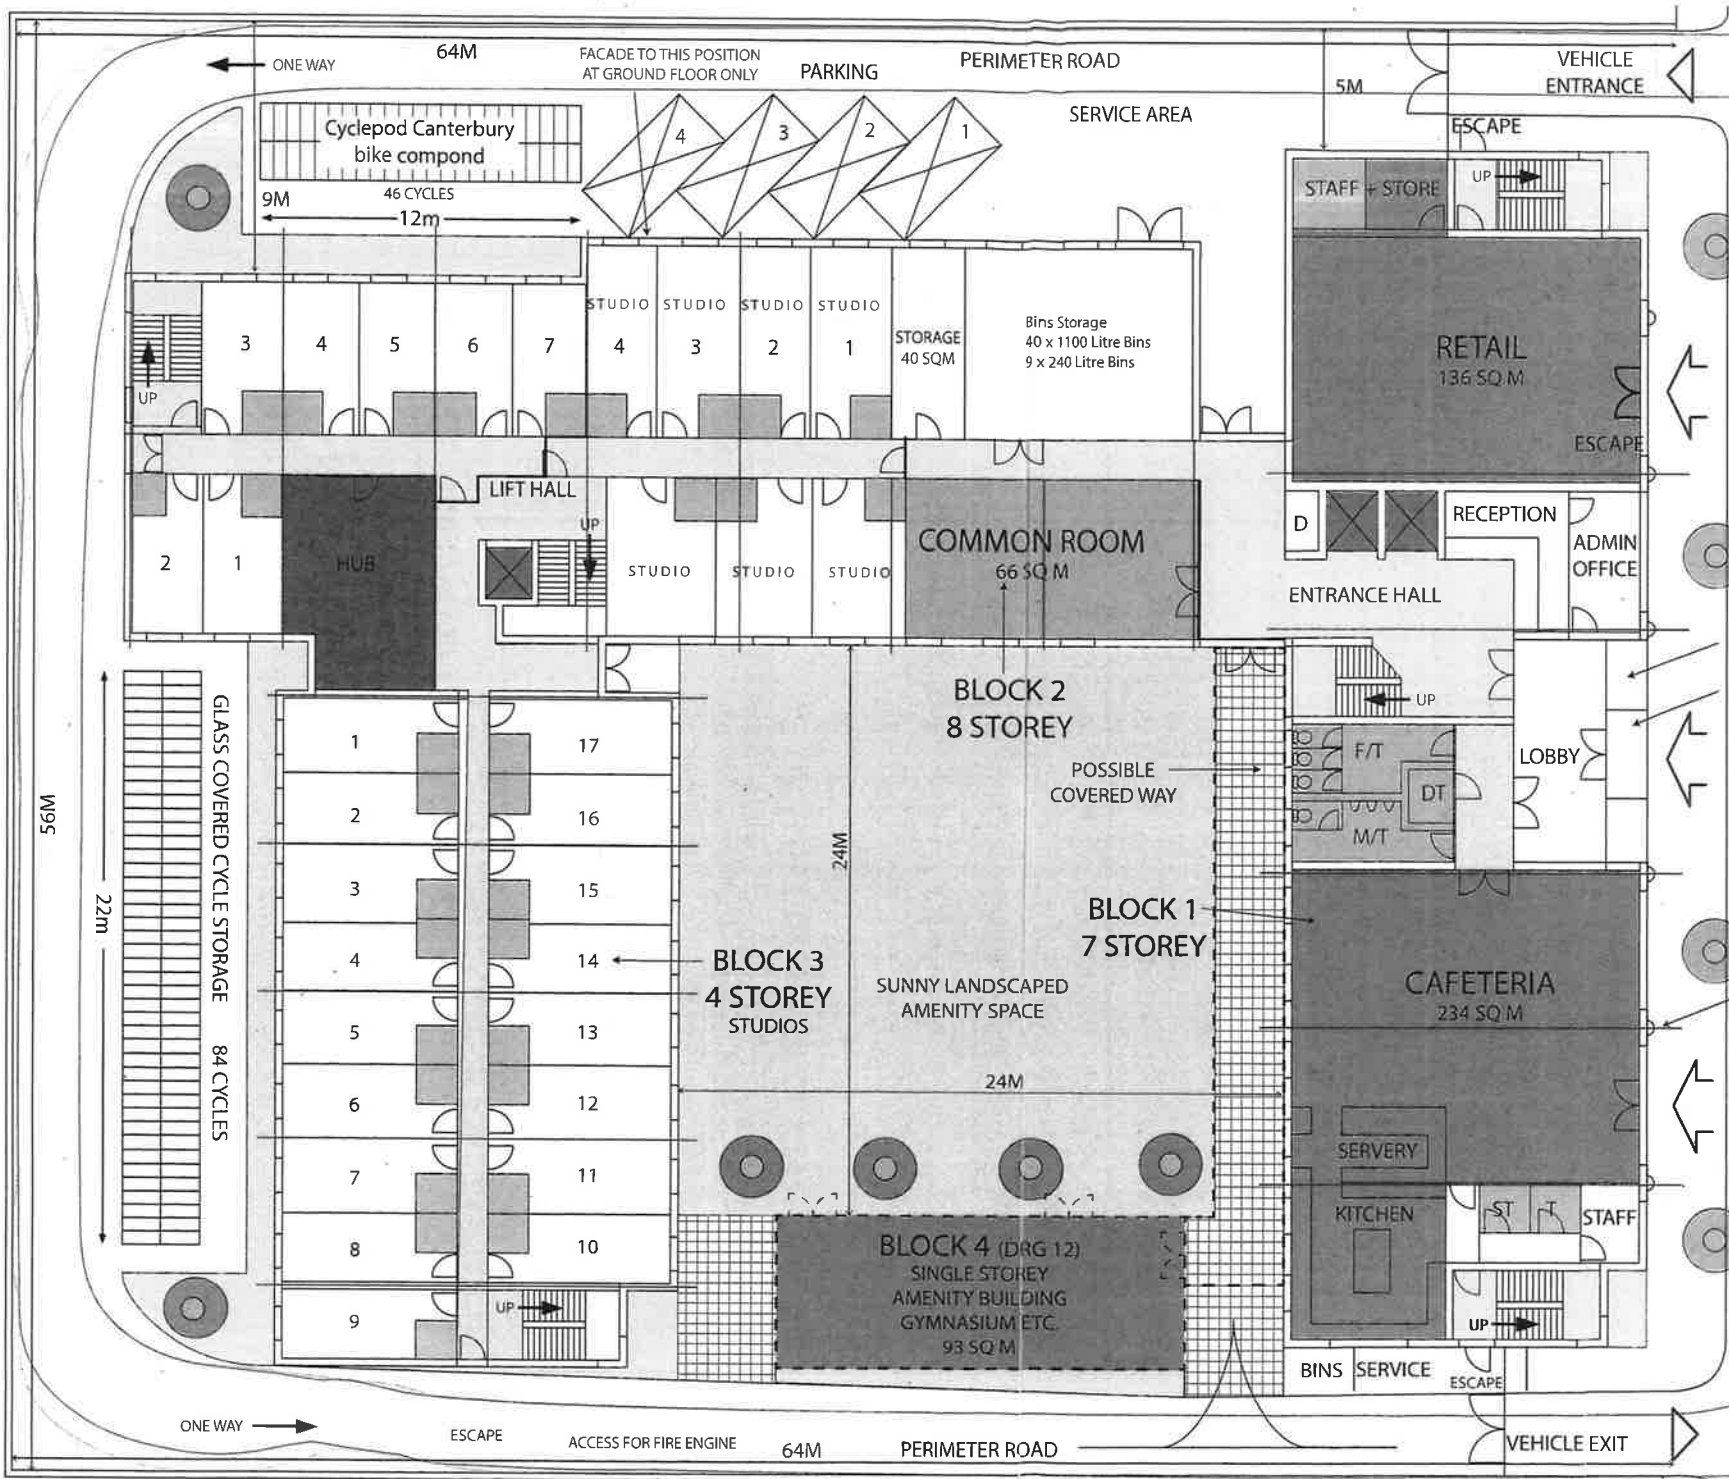 64M
FACADE TO THIS POSITION
AT GROUND FLOOR ONLY
PARKING
PERIMETER ROAD
VEHICLE
ENTRANCE
ONE WAY
5M
SERVICE AREA
ESCAPE
Cyclepod Canterbury
bike compond
46 CYCLES
9M
12m
4
3
2
1
STAFF + STORE
UP
STUDIO
STUDIO
STUDIO
STUDIO
3
4
5
6
7
4
3
2
1
STORAGE
40 SQM
Bins Storage
40 x 1100 Litre Bins
9 x 240 Litre Bins
RETAIL
136 SQ M
UP
ESCAPE
LIFT HALL
UP
COMMON ROOM
66 SQ M
D
RECEPTION
ADMIN
OFFICE
2
1
HUB
STUDIO
STUDIO
STUDIO
ENTRANCE HALL
BLOCK 2
8 STOREY
UP
GLASS COVERED CYCLE STORAGE 84 CYCLES
22m
56M
1
2
3
4
5
6
7
8
9
17
16
15
14
13
12
11
10
UP
POSSIBLE
COVERED WAY
F/T
DT
M/T
LOBBY
24M
BLOCK 1
7 STOREY
BLOCK 3
4 STOREY
STUDIOS
SUNNY LANDSCAPED
AMENITY SPACE
CAFETERIA
234 SQ M
24M
SERVERY
KITCHEN
ST
T
STAFF
BLOCK 4 (DRG 12)
SINGLE STOREY
AMENITY BUILDING
GYMNASIUM ETC.
93 SQ M
UP
BINS
SERVICE
ESCAPE
ONE WAY
ESCAPE
ACCESS FOR FIRE ENGINE
64M
PERIMETER ROAD
VEHICLE EXIT